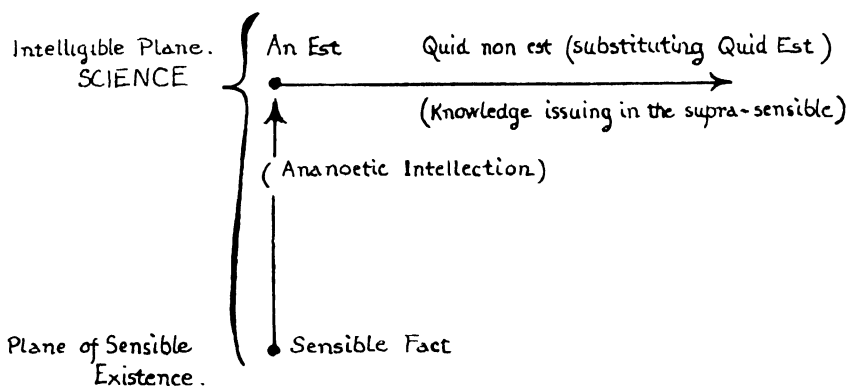 Intelligible Plane.
SCIENCE
An Est
Quid non est (substituting Quid Est)
(Knowledge issuing in the supra-sensible)
(Ananoetic Intellection)
Plane of Sensible
Existence.
Sensible Fact